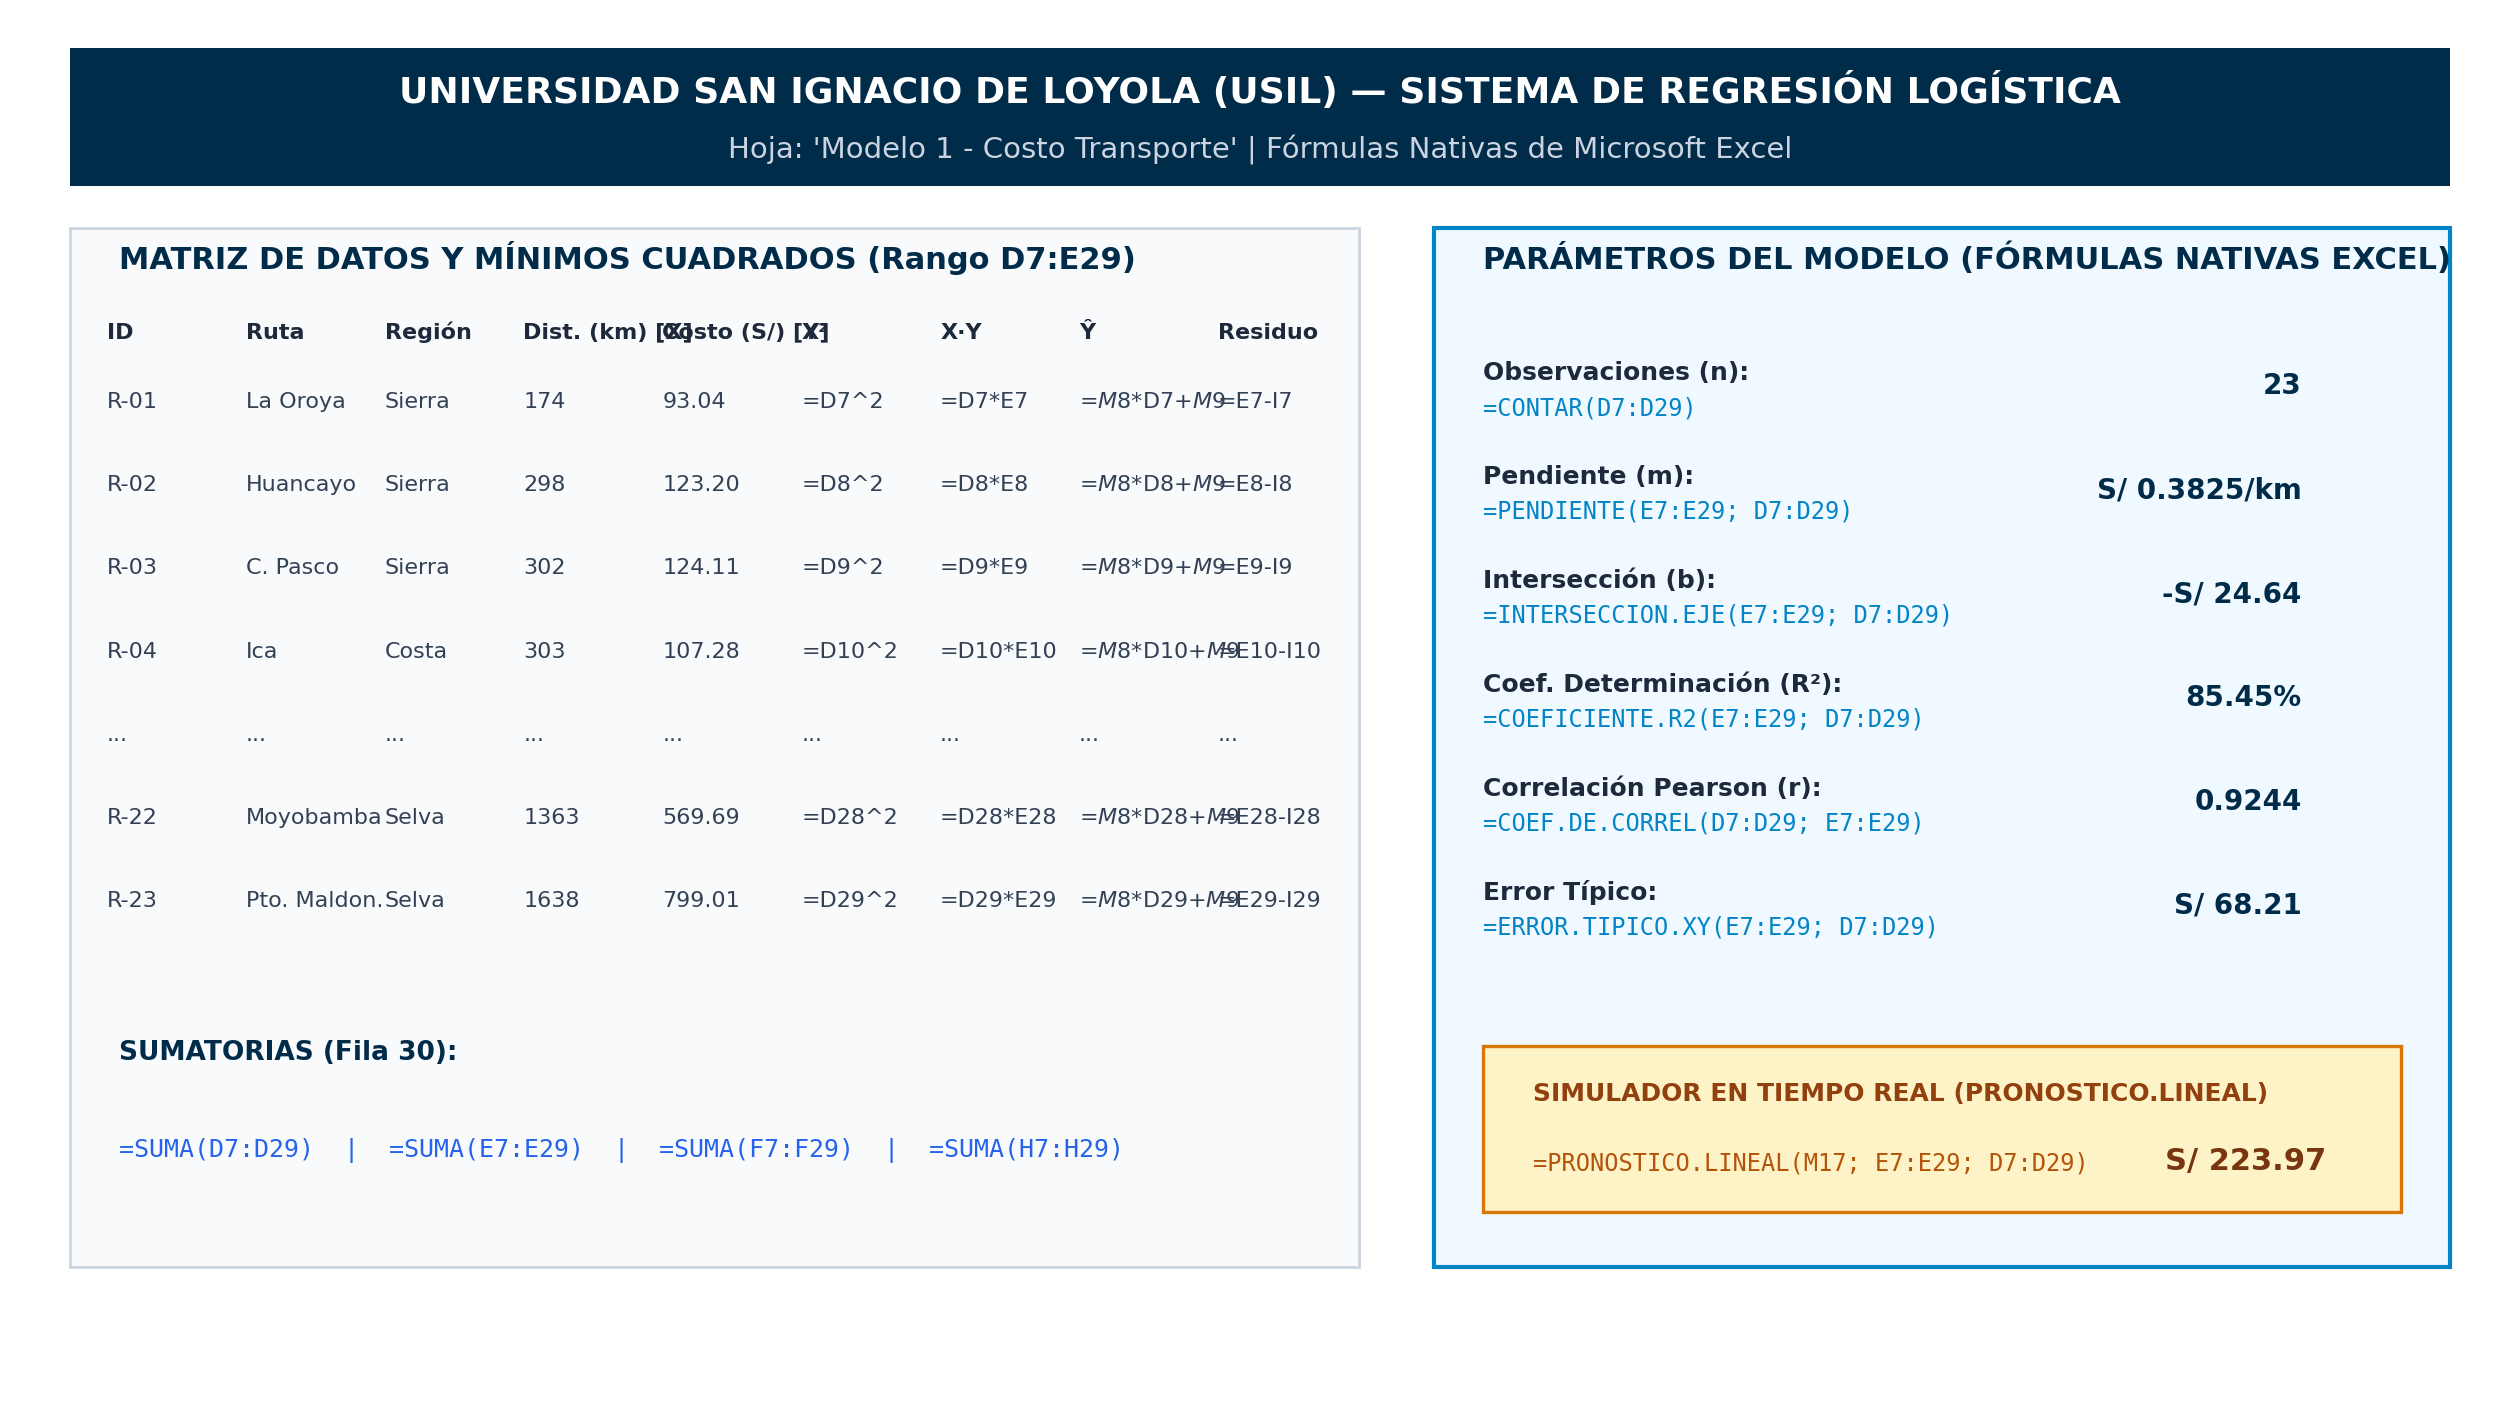 UNIVERSIDAD SAN IGNACIO DE LOYOLA (USIL) — SISTEMA DE REGRESIÓN LOGÍSTICA
Hoja: 'Modelo 1 - Costo Transporte' | Fórmulas Nativas de Microsoft Excel
MATRIZ DE DATOS Y MÍNIMOS CUADRADOS (Rango D7:E29)
ID Ruta Región Dist. (km) [X] Costo (S/) [Y] X² X·Y Ŷ Residuo
R-01 La Oroya Sierra 174 93.04 =D7^2 =D7*E7 =M8*D7+M9 =E7-I7
R-02 Huancayo Sierra 298 123.20 =D8^2 =D8*E8 =M8*D8+M9 =E8-I8
R-03 C. Pasco Sierra 302 124.11 =D9^2 =D9*E9 =M8*D9+M9 =E9-I9
R-04 Ica Costa 303 107.28 =D10^2 =D10*E10 =M8*D10+M9 =E10-I10
... ... ... ... ... ... ... ... ...
R-22 Moyobamba Selva 1363 569.69 =D28^2 =D28*E28 =M8*D28+M9 =E28-I28
R-23 Pto. Maldon. Selva 1638 799.01 =D29^2 =D29*E29 =M8*D29+M9 =E29-I29
SUMATORIAS (Fila 30):
=SUMA(D7:D29) | =SUMA(E7:E29) | =SUMA(F7:F29) | =SUMA(H7:H29)
PARÁMETROS DEL MODELO (FÓRMULAS NATIVAS EXCEL)
Observaciones (n):
=CONTAR(D7:D29)
23
Pendiente (m):
=PENDIENTE(E7:E29; D7:D29)
S/ 0.3825/km
Intersección (b):
=INTERSECCION.EJE(E7:E29; D7:D29)
-S/ 24.64
Coef. Determinación (R²):
=COEFICIENTE.R2(E7:E29; D7:D29)
85.45%
Correlación Pearson (r):
=COEF.DE.CORREL(D7:D29; E7:E29)
0.9244
Error Típico:
=ERROR.TIPICO.XY(E7:E29; D7:D29)
S/ 68.21
SIMULADOR EN TIEMPO REAL (PRONOSTICO.LINEAL)
=PRONOSTICO.LINEAL(M17; E7:E29; D7:D29) S/ 223.97